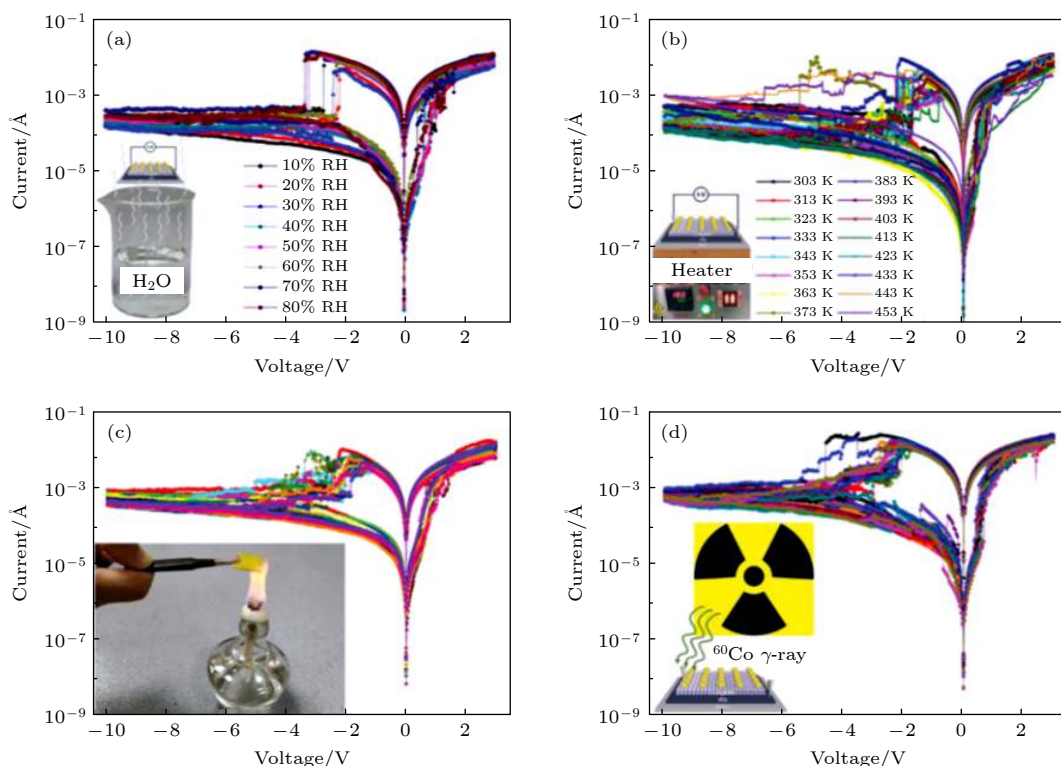 (a)
10⁻¹
10⁻³
10⁻⁵
10⁻⁷
10⁻⁹
Current/Å
−10 −8 −6 −4 −2 0 2
Voltage/V
H₂O
10% RH
20% RH
30% RH
40% RH
50% RH
60% RH
70% RH
80% RH
(b)
10⁻¹
10⁻³
10⁻⁵
10⁻⁷
10⁻⁹
Current/Å
−10 −8 −6 −4 −2 0 2
Voltage/V
Heater
303 K 383 K
313 K 393 K
323 K 403 K
333 K 413 K
343 K 423 K
353 K 433 K
363 K 443 K
373 K 453 K
(c)
10⁻¹
10⁻³
10⁻⁵
10⁻⁷
10⁻⁹
Current/Å
−10 −8 −6 −4 −2 0 2
Voltage/V
(d)
10⁻¹
10⁻³
10⁻⁵
10⁻⁷
10⁻⁹
Current/Å
−10 −8 −6 −4 −2 0 2
Voltage/V
⁶⁰Co γ-ray